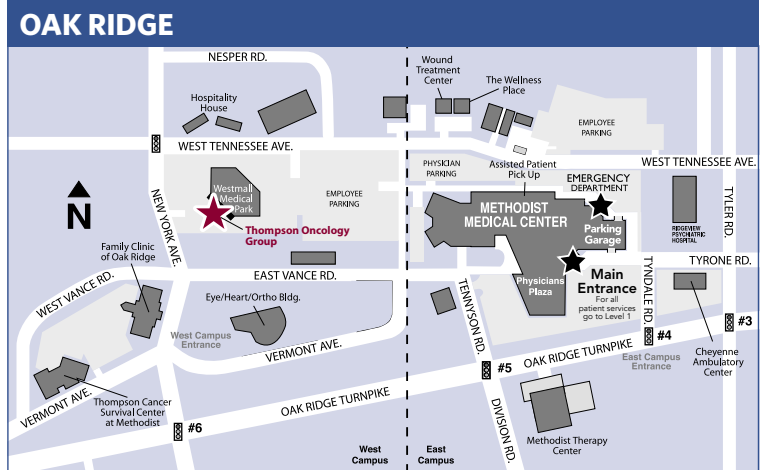 OAK RIDGE
NESPER RD.
Wound
Treatment
Center
The Wellness
Place
Hospitality
House
EMPLOYEE
PARKING
WEST TENNESSEE AVE.
PHYSICIAN
PARKING
Assisted Patient
Pick Up
WEST TENNESSEE AVE.
EMERGENCY
DEPARTMENT
Westmall
Medical
Park
EMPLOYEE
PARKING
N
NEW YORK AVE.
METHODIST
MEDICAL CENTER
Parking
Garage
RIDGEVIEW
PSYCHIATRIC
HOSPITAL
TYLER RD.
Thompson Oncology
Group
Family Clinic
of Oak Ridge
WEST VANCE RD.
EAST VANCE RD.
TYRONE RD.
Physicians
Plaza
Main
Entrance
For all
patient services
go to Level 1
TYNDALE RD.
Eye/Heart/Ortho Bldg.
TENNYSON RD.
West Campus
Entrance
VERMONT AVE.
#3
#4
OAK RIDGE TURNPIKE
East Campus
Entrance
Cheyenne
Ambulatory
Center
#5
VERMONT AVE.
Thompson Cancer
Survival Center
at Methodist
OAK RIDGE TURNPIKE
#6
DIVISION RD.
Methodist Therapy
Center
West
Campus
East
Campus